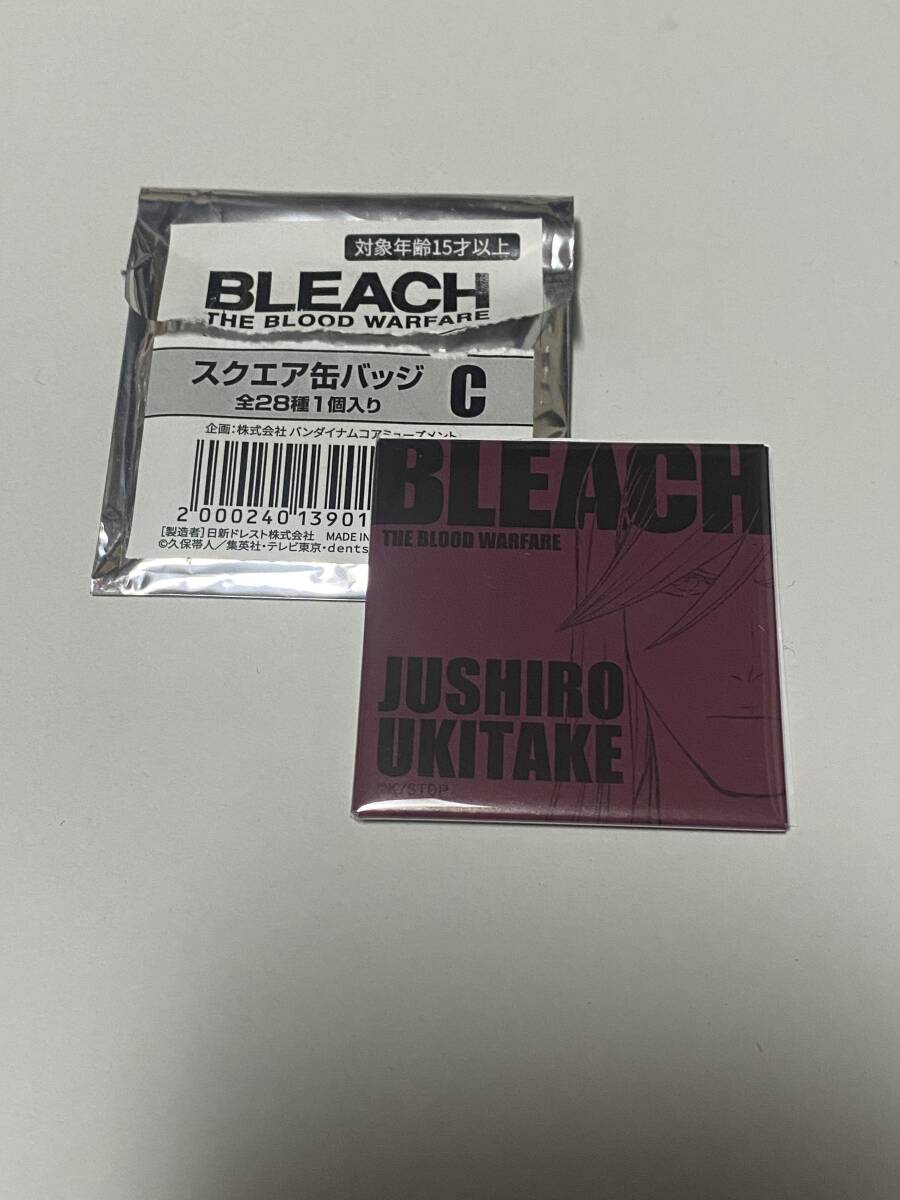 対象年齢15才以上
BLEACH
THE BLOOD WARFARE
スクエア缶バッジ C
全28種1個入り
企画:株式会社 バンダイナムコアミューズメント
2 000240 13901
[製造者]日新ドレスト株式会社 MADE IN
©久保帯人/集英社・テレビ東京・dents
BLEACH
THE BLOOD WARFARE
JUSHIRO
UKITAKE
©K/STDP